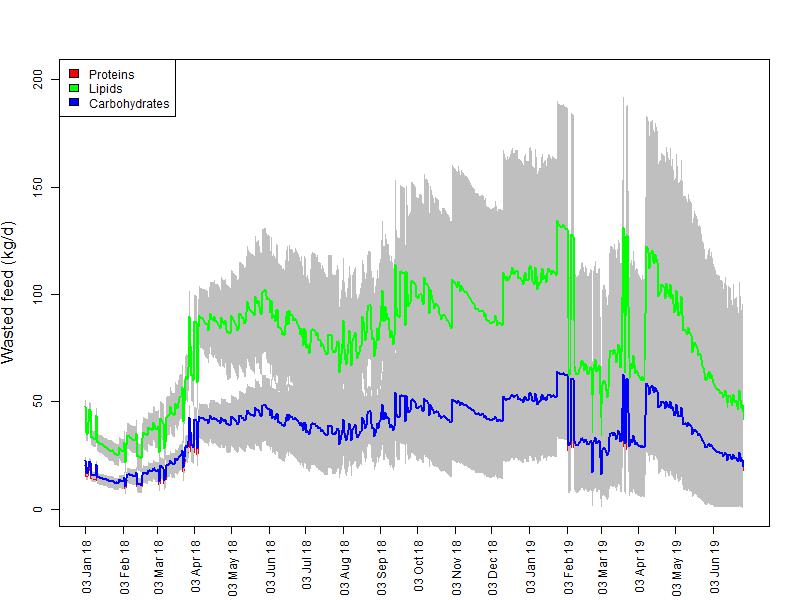 Proteins
Lipids
Carbohydrates
Wasted feed (kg/d)
200
150
100
50
0
03 Jan 18
03 Feb 18
03 Mar 18
03 Apr 18
03 May 18
03 Jun 18
03 Jul 18
03 Aug 18
03 Sep 18
03 Oct 18
03 Nov 18
03 Dec 18
03 Jan 19
03 Feb 19
03 Mar 19
03 Apr 19
03 May 19
03 Jun 19